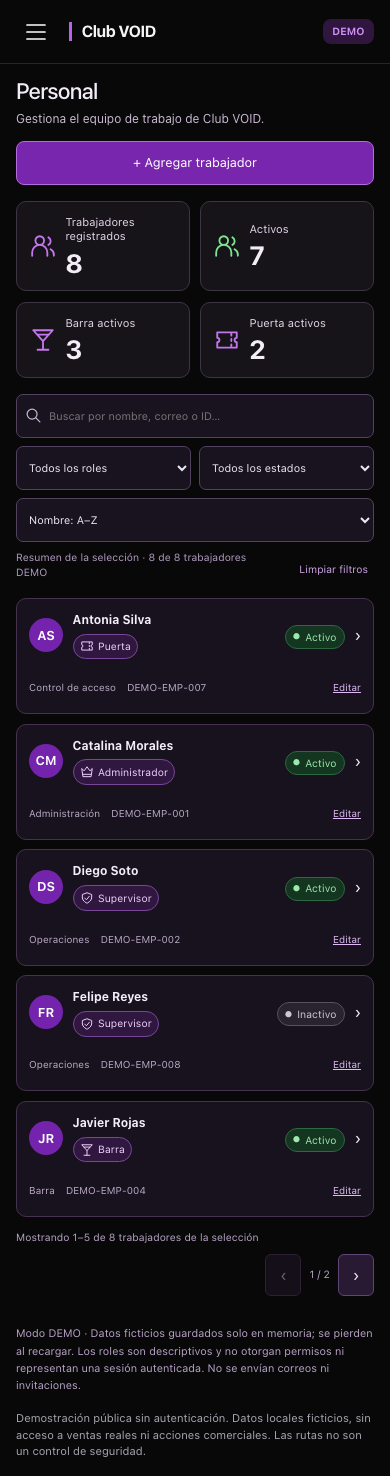 Club VOID
DEMO
Personal
Gestiona el equipo de trabajo de Club VOID.
+ Agregar trabajador
Trabajadores
registrados
8
Activos
7
Barra activos
3
Puerta activos
2
Buscar por nombre, correo o ID...
Todos los roles
Todos los estados
Nombre: A–Z
Resumen de la selección · 8 de 8 trabajadores
DEMO
Limpiar filtros
AS
Antonia Silva
Puerta
Activo
Control de acceso DEMO-EMP-007
Editar
CM
Catalina Morales
Administrador
Activo
Administración DEMO-EMP-001
Editar
DS
Diego Soto
Supervisor
Activo
Operaciones DEMO-EMP-002
Editar
FR
Felipe Reyes
Supervisor
Inactivo
Operaciones DEMO-EMP-008
Editar
JR
Javier Rojas
Barra
Activo
Barra DEMO-EMP-004
Editar
Mostrando 1–5 de 8 trabajadores de la selección
‹ 1 / 2 ›
Modo DEMO · Datos ficticios guardados solo en memoria; se pierden
al recargar. Los roles son descriptivos y no otorgan permisos ni
representan una sesión autenticada. No se envían correos ni
invitaciones.
Demostración pública sin autenticación. Datos locales ficticios, sin
acceso a ventas reales ni acciones comerciales. Las rutas no son
un control de seguridad.